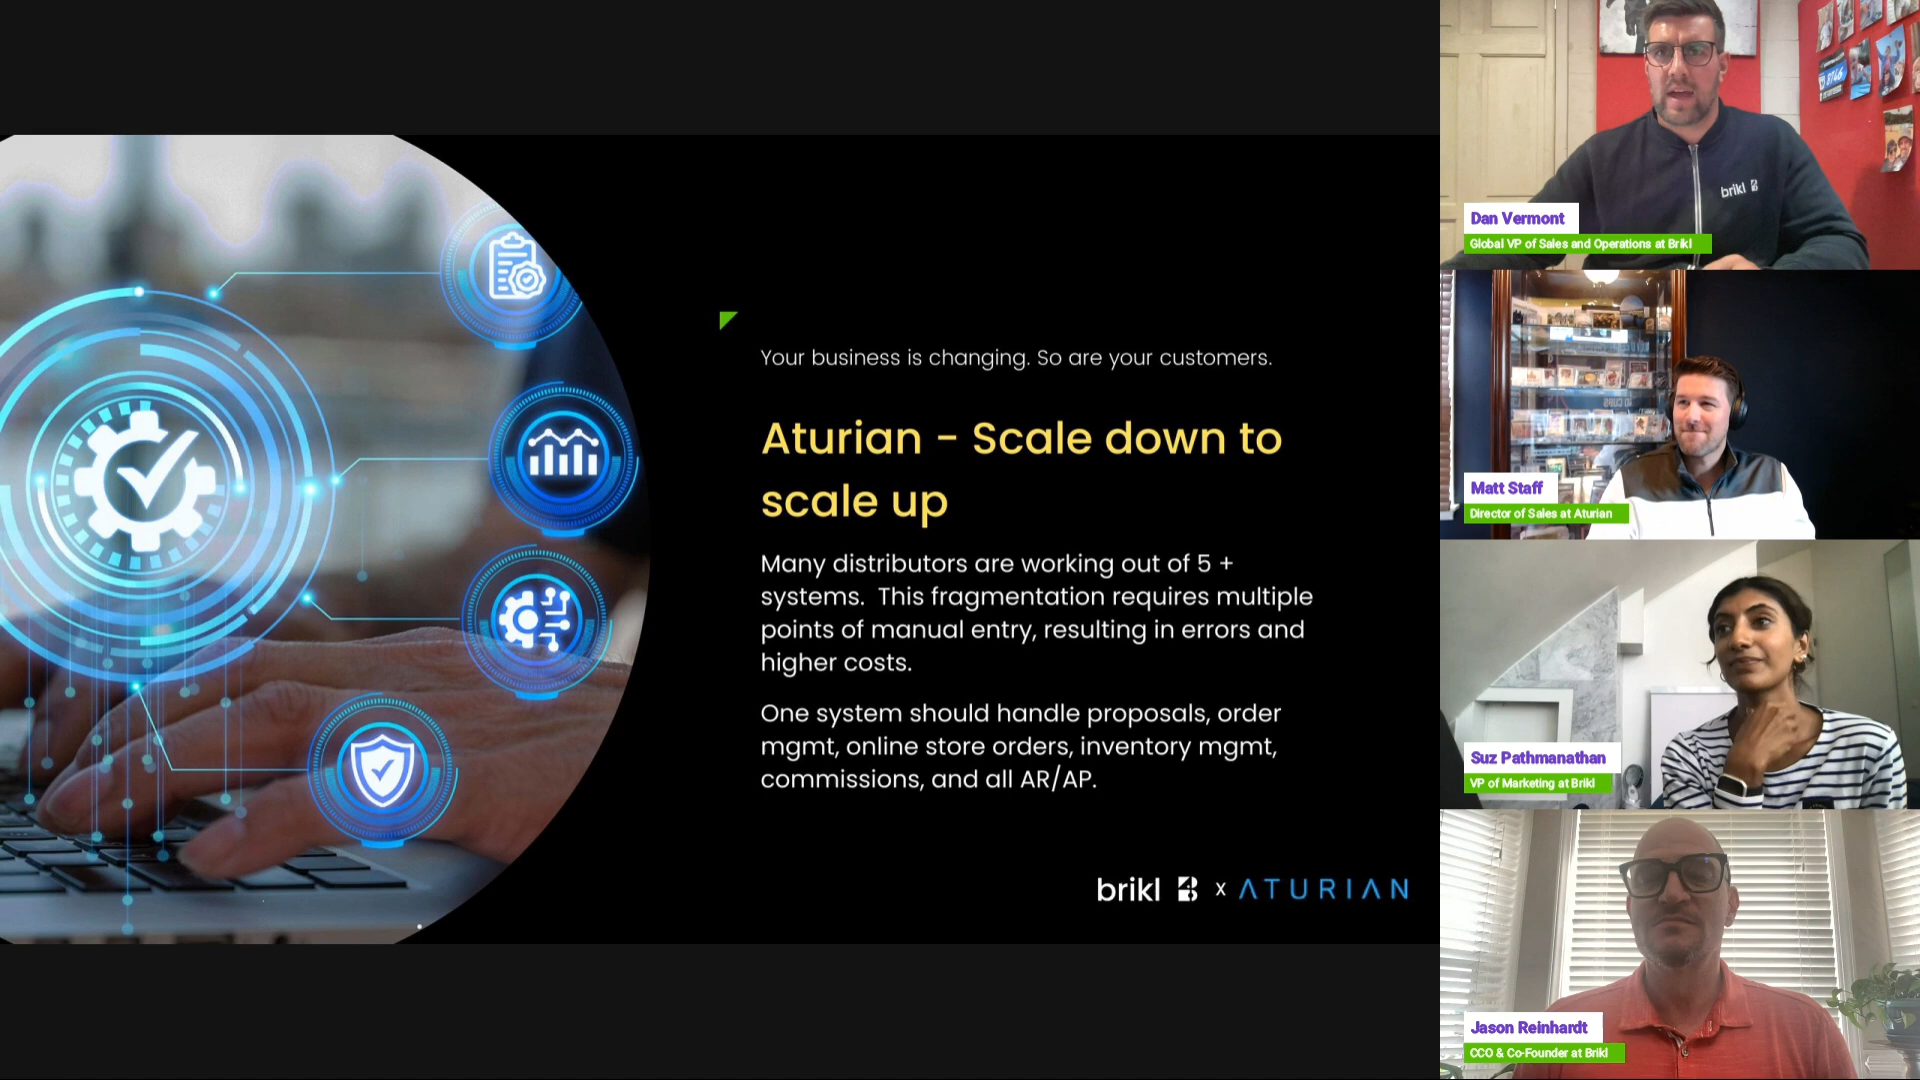 Your business is changing. So are your customers.
Aturian - Scale down to
scale up
Many distributors are working out of 5 +
systems.  This fragmentation requires multiple
points of manual entry, resulting in errors and
higher costs.
One system should handle proposals, order
mgmt, online store orders, inventory mgmt,
commissions, and all AR/AP.
brikl x ATURIAN
brikl
Dan Vermont
Global VP of Sales and Operations at Brikl
Matt Staff
Director of Sales at Aturian
Suz Pathmanathan
VP of Marketing at Brikl
Jason Reinhardt
CCO & Co-Founder at Brikl